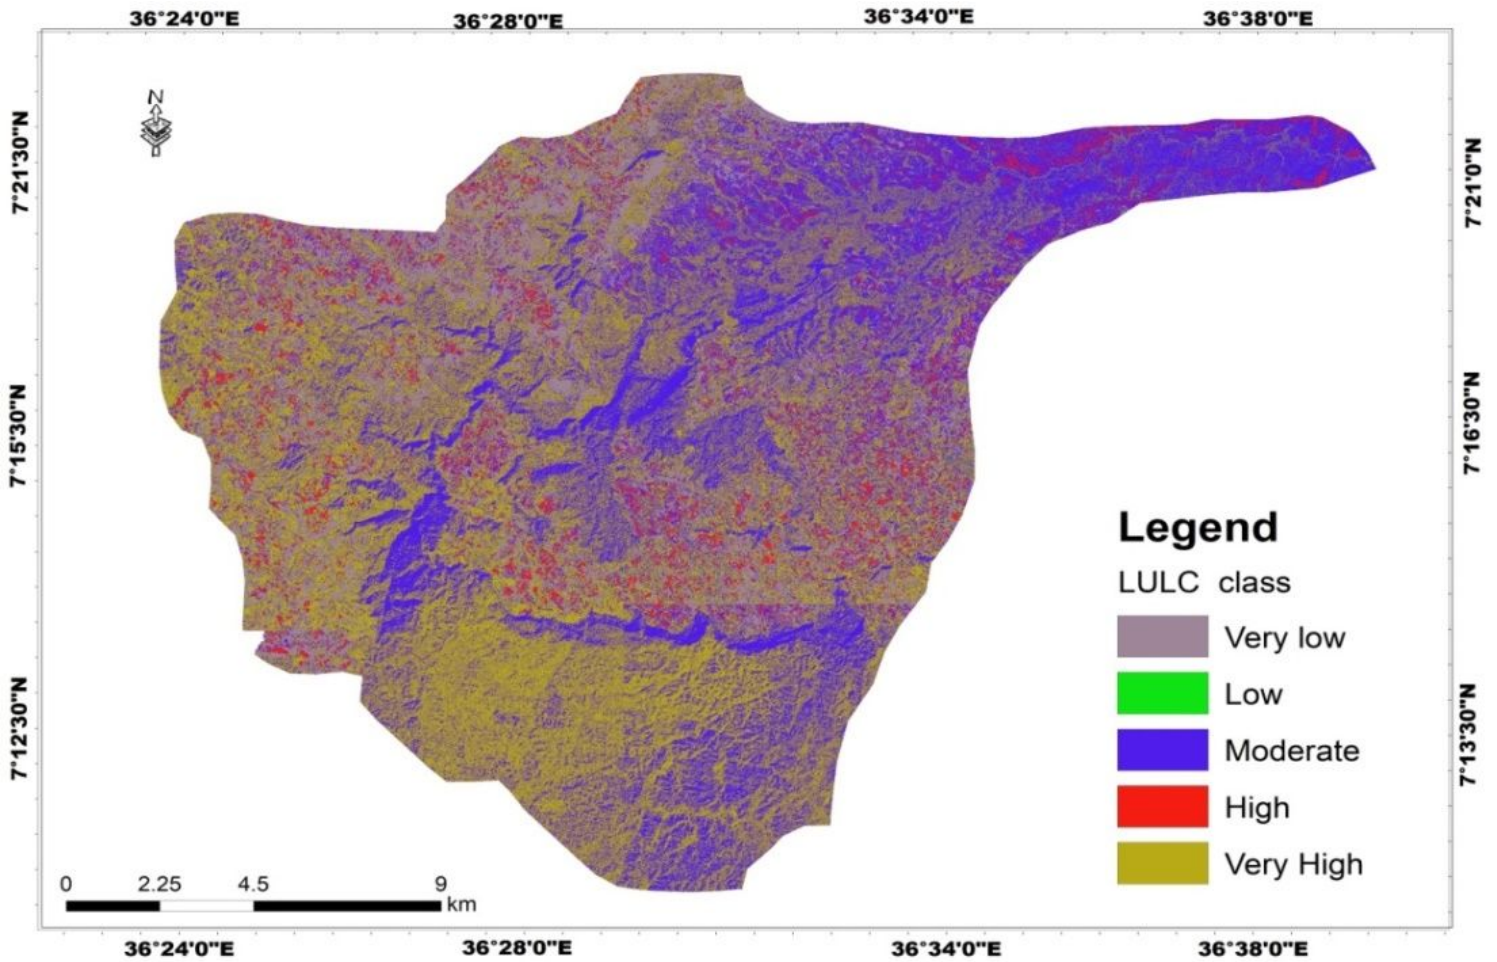 36°24'0"E 36°28'0"E 36°34'0"E 36°38'0"E
N
7°21'30"N
7°21'0"N
7°15'30"N
7°16'30"N
Legend
LULC class
Very low
Low
Moderate
High
Very High
7°12'30"N
7°13'30"N
0 2.25 4.5 9
km
36°24'0"E 36°28'0"E 36°34'0"E 36°38'0"E